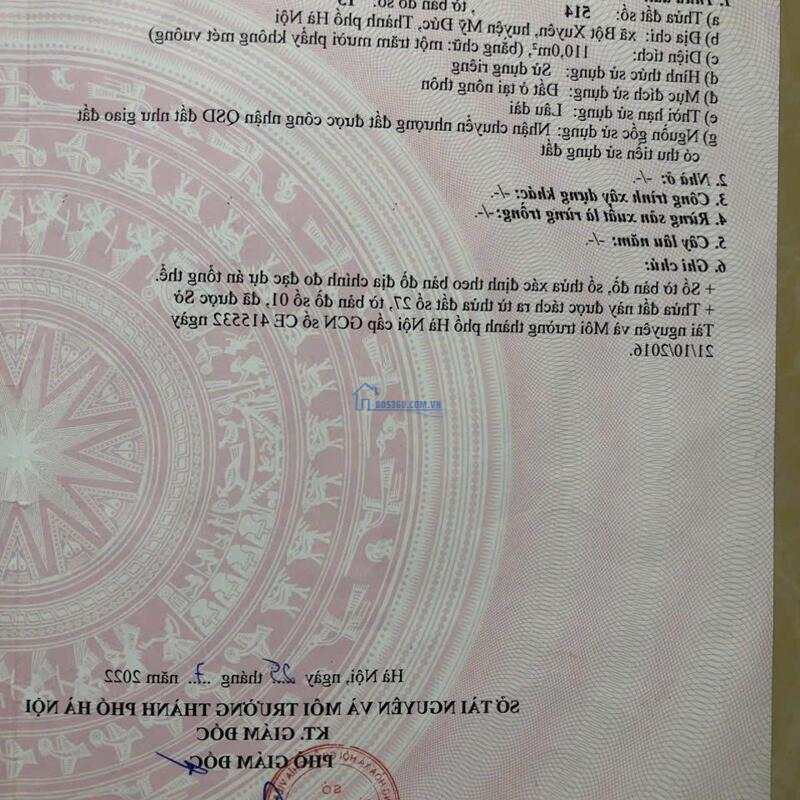 1. Thửa đất:
a) Thửa đất số: 514 , tờ bản đồ số:
b) Địa chỉ: xã Bột Xuyên, huyện Mỹ Đức, Thành phố Hà Nội
c) Diện tích: 110,0m², (bằng chữ: một trăm mười phẩy không mét vuông)
d) Hình thức sử dụng: Sử dụng riêng
đ) Mục đích sử dụng: Đất ở tại nông thôn
e) Thời hạn sử dụng: Lâu dài
g) Nguồn gốc sử dụng: Nhận chuyển nhượng đất được công nhận QSD đất như giao đất
có thu tiền sử dụng đất
2. Nhà ở: -/-.
3. Công trình xây dựng khác: -/-.
4. Rừng sản xuất là rừng trồng: -/-.
5. Cây lâu năm: -/-.
6. Ghi chú:
+ Số tờ bản đồ, số thửa xác định theo bản đồ địa chính đo đạc dự án tổng thể.
+ Thửa đất này được tách ra từ thửa đất số 27, tờ bản đồ số 01, đã được Sở
Tài nguyên và Môi trường thành phố Hà Nội cấp GCN số CE 415532 ngày
21/10/2016.
BDS360.COM.VN
Hà Nội, ngày 25 tháng 7 năm 2022
SỞ TÀI NGUYÊN VÀ MÔI TRƯỜNG THÀNH PHỐ HÀ NỘI
KT. GIÁM ĐỐC
PHÓ GIÁM ĐỐC
SỞ